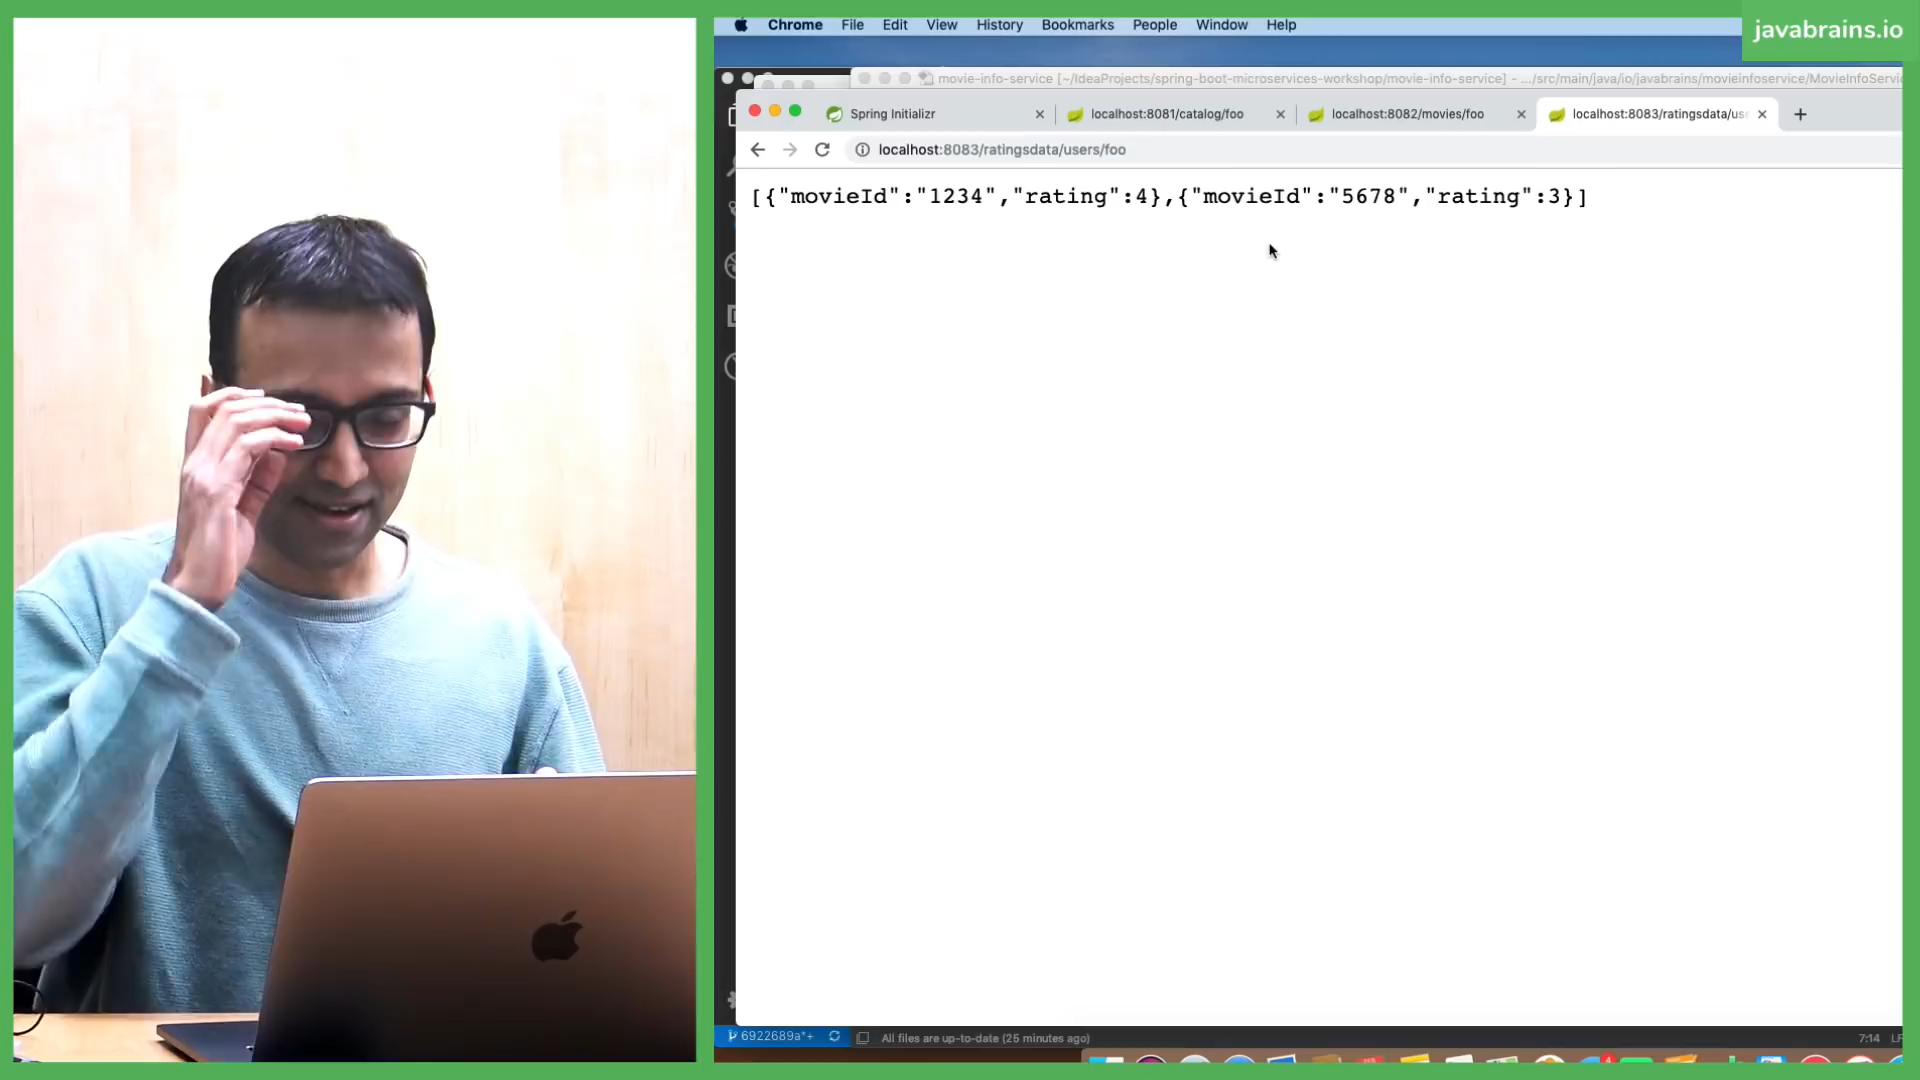 javabrains.io
Chrome File Edit View History Bookmarks People Window Help
movie-info-service [~/IdeaProjects/spring-boot-microservices-workshop/movie-info-service] - .../src/main/java/io/javabrains/movieinfoservice/MovieInfoServic
Spring Initializr
localhost:8081/catalog/foo
localhost:8082/movies/foo
localhost:8083/ratingsdata/use
localhost:8083/ratingsdata/users/foo
[{"movieId":"1234","rating":4},{"movieId":"5678","rating":3}]
6922689a*+
All files are up-to-date (25 minutes ago)
7:14 LF